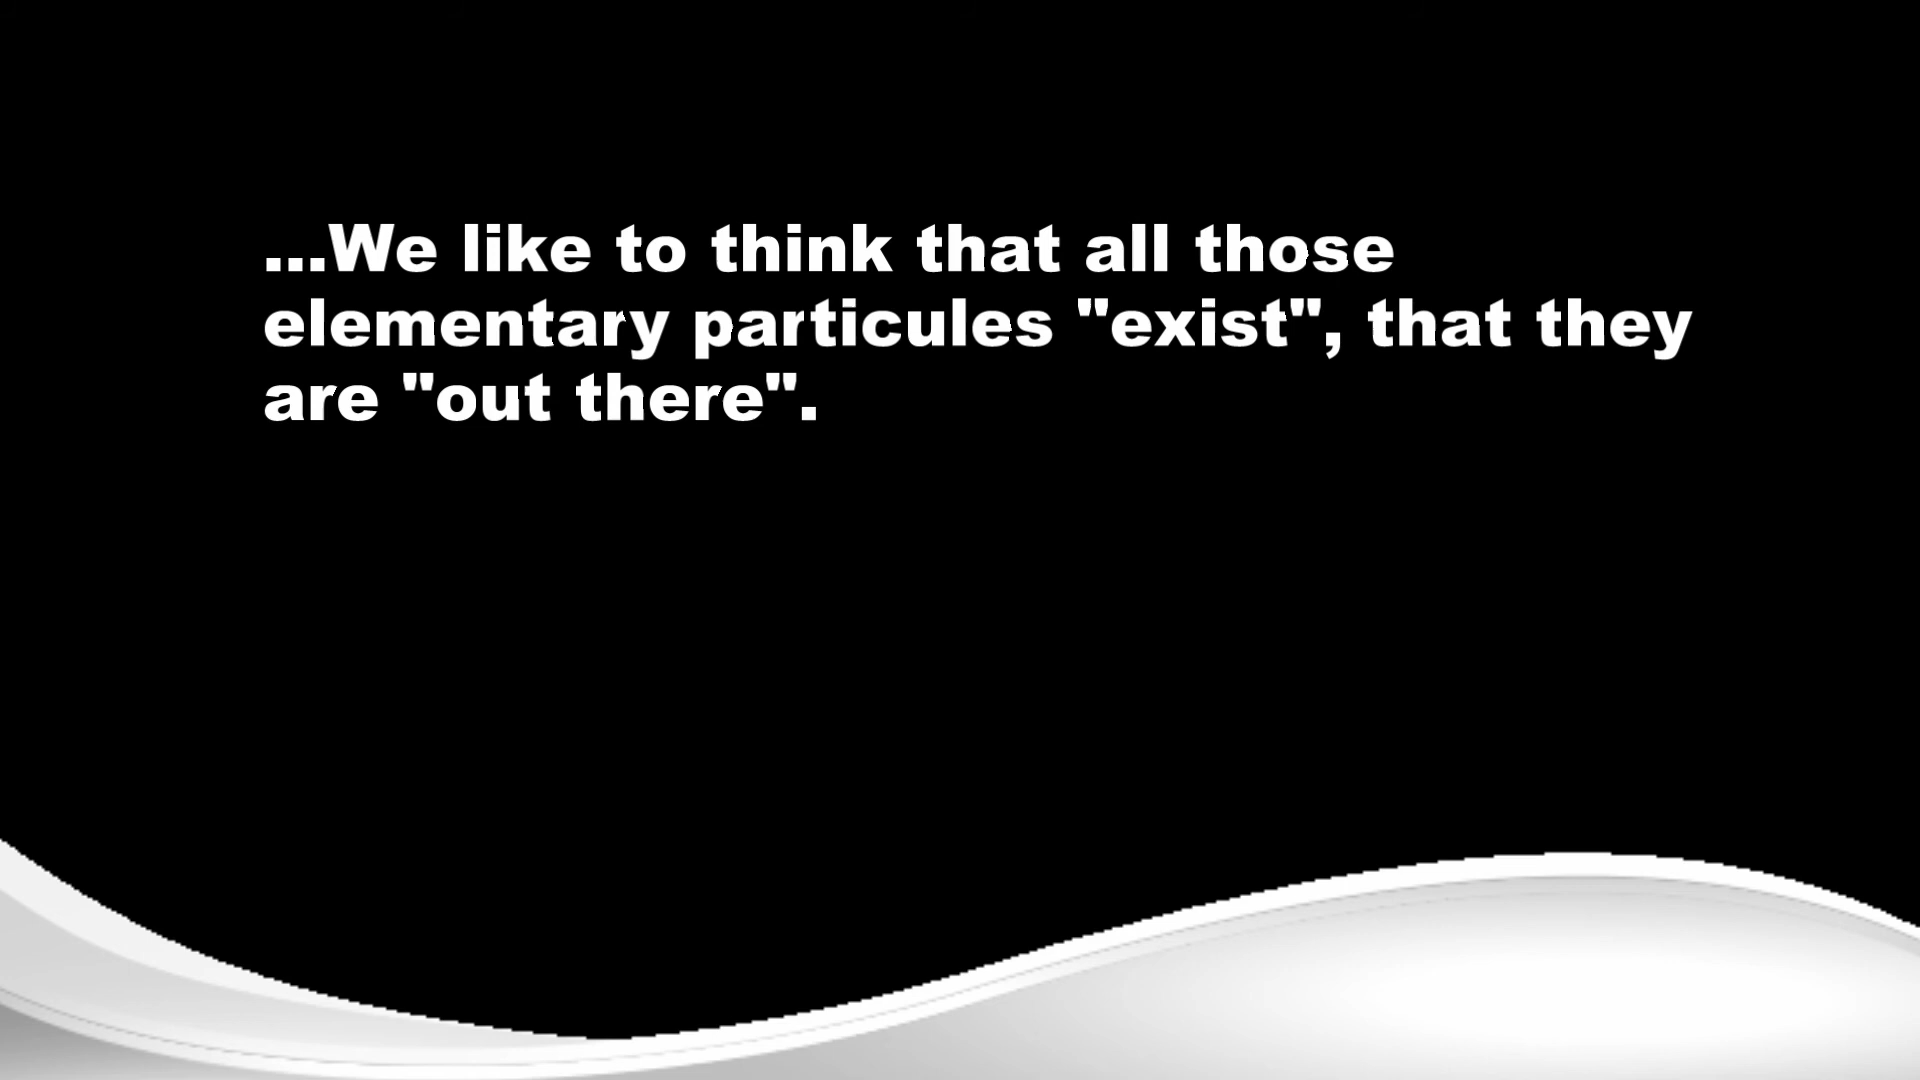 ...We like to think that all those
elementary particules "exist", that they
are "out there".